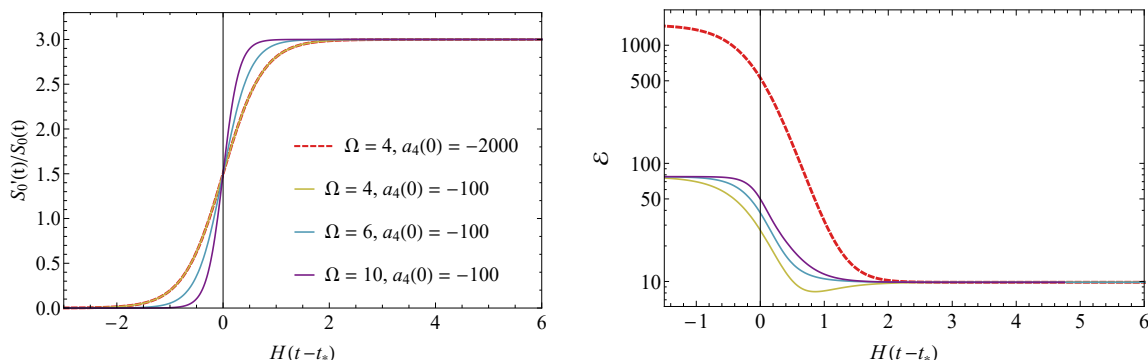 3.0
2.5
2.0
1.5
1.0
0.5
0.0
S₀'(t)/S₀(t)
Ω = 4, a₄(0) = −2000
Ω = 4, a₄(0) = −100
Ω = 6, a₄(0) = −100
Ω = 10, a₄(0) = −100
−2 0 2 4 6
H(t−t*)
1000
500
100
50
10
ℰ
−1 0 1 2 3 4 5 6
H(t−t*)